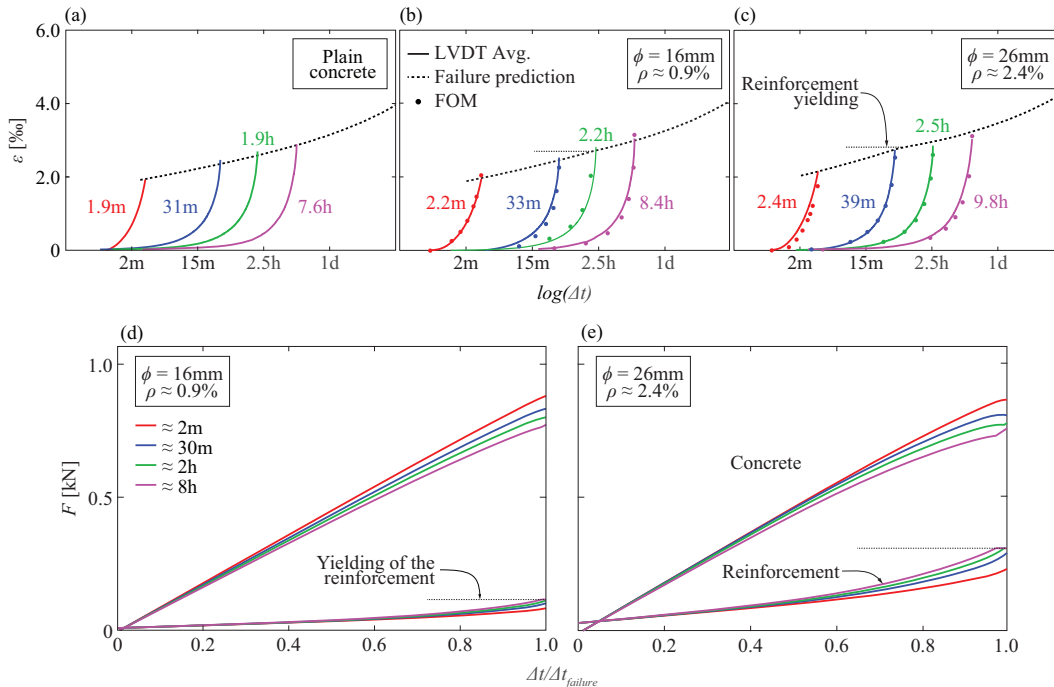 (a)
(b)
(c)
6.0
4.0
2.0
0
ε [‰]
Plain
concrete
1.9m
31m
1.9h
7.6h
2m
15m
2.5h
1d
LVDT Avg.
Failure prediction
FOM
ϕ = 16mm
ρ ≈ 0.9%
2.2m
33m
2.2h
8.4h
2m
15m
2.5h
1d
ϕ = 26mm
ρ ≈ 2.4%
Reinforcement
yielding
2.4m
39m
2.5h
9.8h
2m
15m
2.5h
1d
log(Δt)
(d)
(e)
1.0
0.5
0
F [kN]
ϕ = 16mm
ρ ≈ 0.9%
≈ 2m
≈ 30m
≈ 2h
≈ 8h
Yielding of the
reinforcement
0
0.2
0.4
0.6
0.8
1.0
ϕ = 26mm
ρ ≈ 2.4%
Concrete
Reinforcement
0
0.2
0.4
0.6
0.8
1.0
Δt/Δt_failure